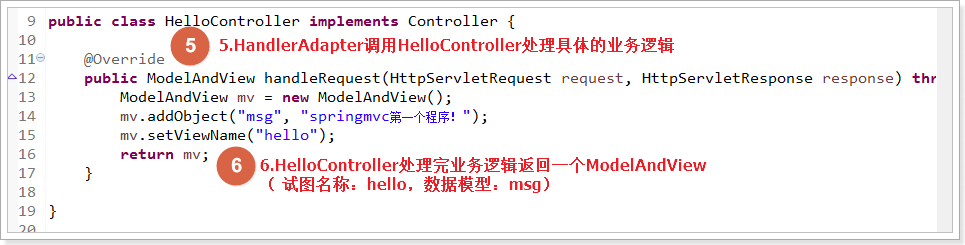 9 public class HelloController implements Controller {
10
5 5.HandlerAdapter调用HelloController处理具体的业务逻辑
11 @Override
12 public ModelAndView handleRequest(HttpServletRequest request, HttpServletResponse response) thr
13 ModelAndView mv = new ModelAndView();
14 mv.addObject("msg", "springmvc第一个程序!");
15 mv.setViewName("hello");
16 return mv;
6 6.HelloController处理完业务逻辑返回一个ModelAndView
17 }
（ 试图名称：hello，数据模型：msg）
18
19 }
20